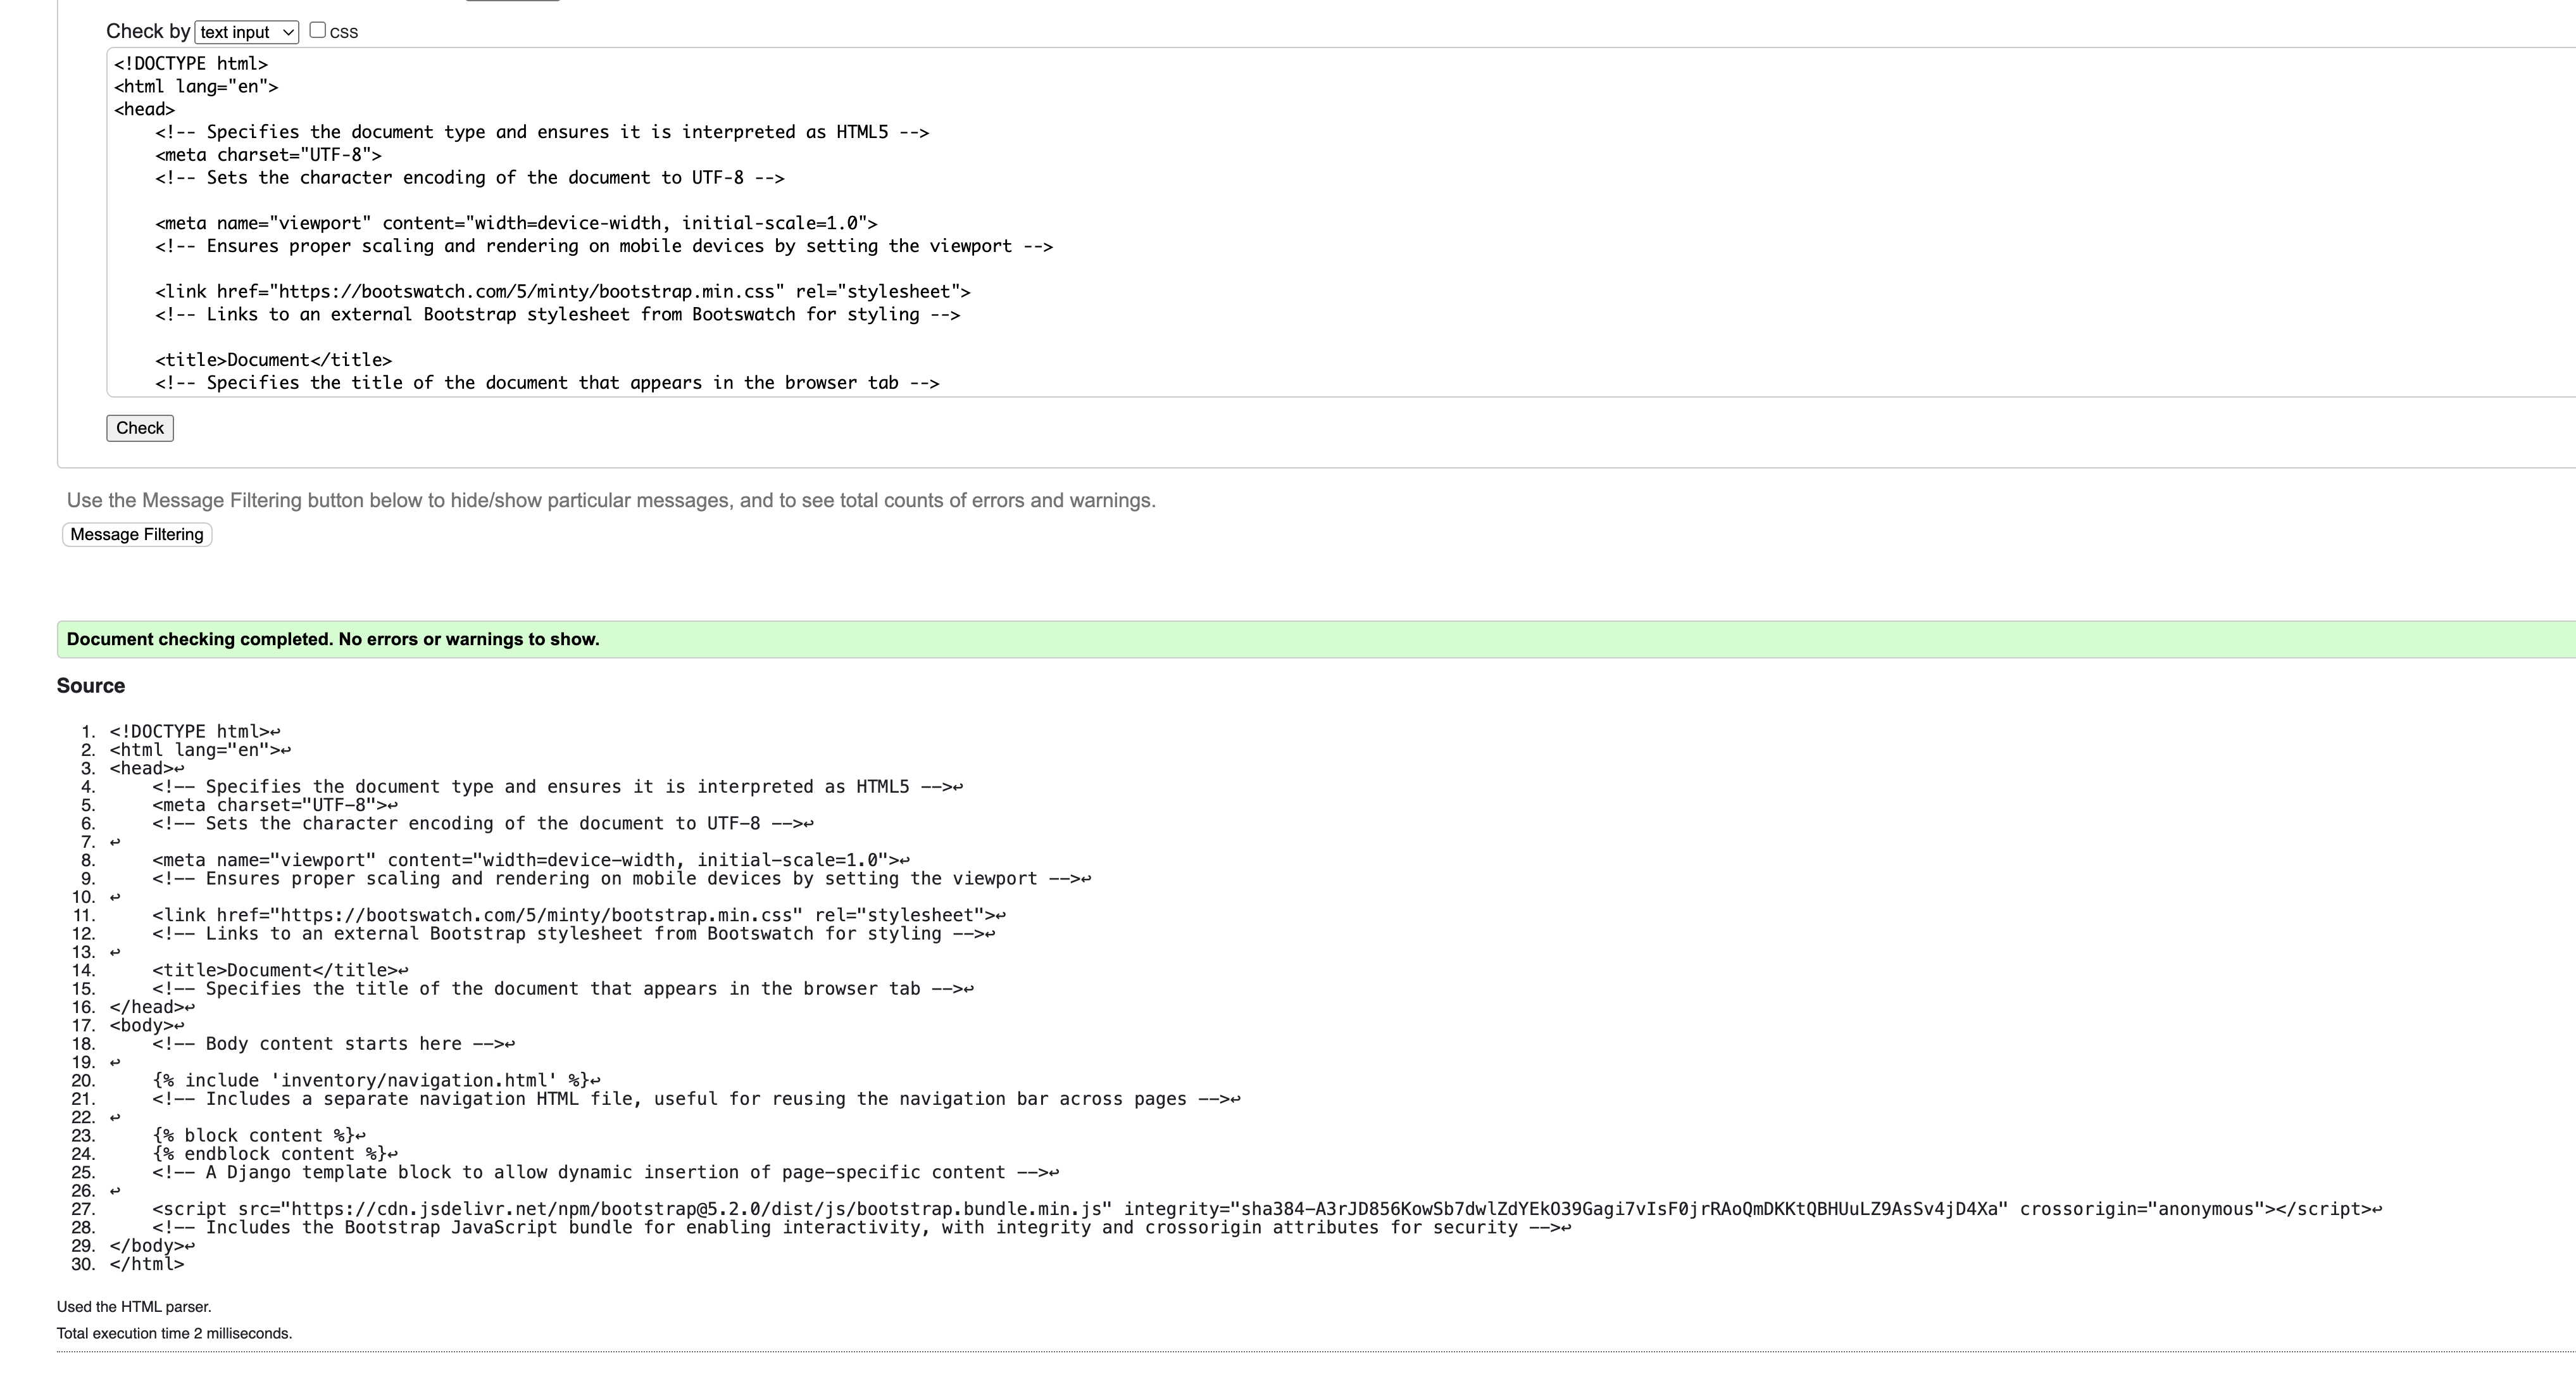 Check by text input css
<!DOCTYPE html>
<html lang="en">
<head>
    <!-- Specifies the document type and ensures it is interpreted as HTML5 -->
    <meta charset="UTF-8">
    <!-- Sets the character encoding of the document to UTF-8 -->
    <meta name="viewport" content="width=device-width, initial-scale=1.0">
    <!-- Ensures proper scaling and rendering on mobile devices by setting the viewport -->
    <link href="https://bootswatch.com/5/minty/bootstrap.min.css" rel="stylesheet">
    <!-- Links to an external Bootstrap stylesheet from Bootswatch for styling -->
    <title>Document</title>
    <!-- Specifies the title of the document that appears in the browser tab -->
Check
Use the Message Filtering button below to hide/show particular messages, and to see total counts of errors and warnings.
Message Filtering
Document checking completed. No errors or warnings to show.
Source
1. <!DOCTYPE html>↩
2. <html lang="en">↩
3. <head>↩
4.     <!-- Specifies the document type and ensures it is interpreted as HTML5 -->↩
5.     <meta charset="UTF-8">↩
6.     <!-- Sets the character encoding of the document to UTF-8 -->↩
7. ↩
8.     <meta name="viewport" content="width=device-width, initial-scale=1.0">↩
9.     <!-- Ensures proper scaling and rendering on mobile devices by setting the viewport -->↩
10. ↩
11.     <link href="https://bootswatch.com/5/minty/bootstrap.min.css" rel="stylesheet">↩
12.     <!-- Links to an external Bootstrap stylesheet from Bootswatch for styling -->↩
13. ↩
14.     <title>Document</title>↩
15.     <!-- Specifies the title of the document that appears in the browser tab -->↩
16. </head>↩
17. <body>↩
18.     <!-- Body content starts here -->↩
19. ↩
20.     {% include 'inventory/navigation.html' %}↩
21.     <!-- Includes a separate navigation HTML file, useful for reusing the navigation bar across pages -->↩
22. ↩
23.     {% block content %}↩
24.     {% endblock content %}↩
25.     <!-- A Django template block to allow dynamic insertion of page-specific content -->↩
26. ↩
27.     <script src="https://cdn.jsdelivr.net/npm/bootstrap@5.2.0/dist/js/bootstrap.bundle.min.js" integrity="sha384-A3rJD856KowSb7dwlZdYEkO39Gagi7vIsF0jrRAoQmDKKtQBHUuLZ9AsSv4jD4Xa" crossorigin="anonymous"></script>↩
28.     <!-- Includes the Bootstrap JavaScript bundle for enabling interactivity, with integrity and crossorigin attributes for security -->↩
29. </body>↩
30. </html>
Used the HTML parser.
Total execution time 2 milliseconds.